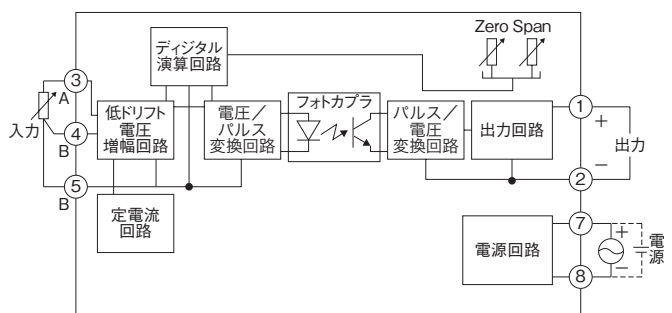 Zero Span
ディジタル
演算回路
3
A
入力
4
B
5
B
低ドリフト
電圧
増幅回路
電圧／
パルス
変換回路
フォトカプラ
パルス／
電圧
変換回路
出力回路
1
+
出力
−
2
定電流
回路
電源回路
7
+
電源
−
8